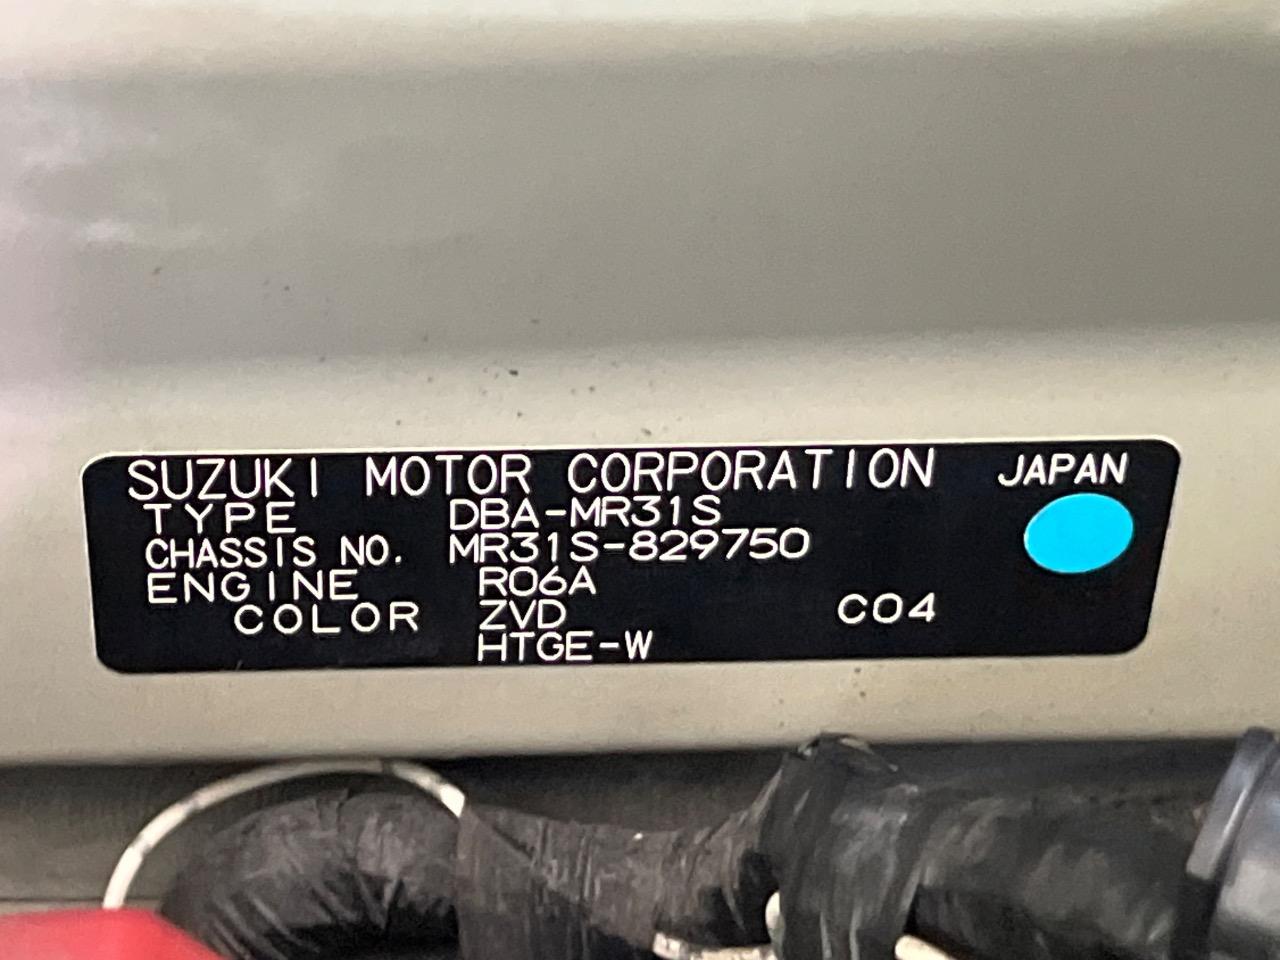 SUZUKI MOTOR CORPORATION JAPAN
TYPE DBA-MR31S
CHASSIS NO. MR31S-829750
ENGINE R06A
COLOR ZVD C04
HTGE-W